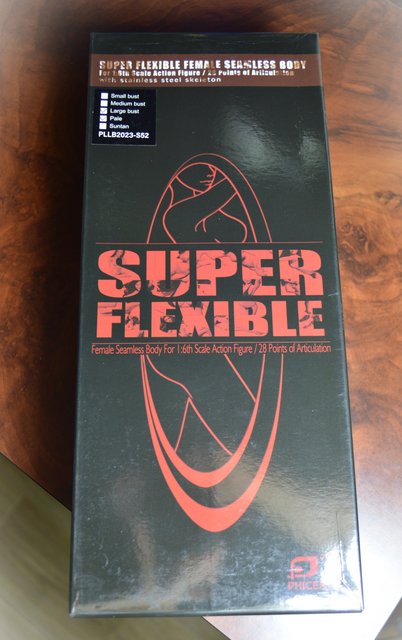 SUPER FLEXIBLE FEMALE SEAMLESS BODY
For 1:6th Scale Action Figure / 28 Points of Articulation
with stainless steel skeleton
Small bust
Medium bust
Large bust
Pale
Suntan
PLLB2023-S52
SUPER
FLEXIBLE
Female Seamless Body For 1:6th Scale Action Figure / 28 Points of Articulation